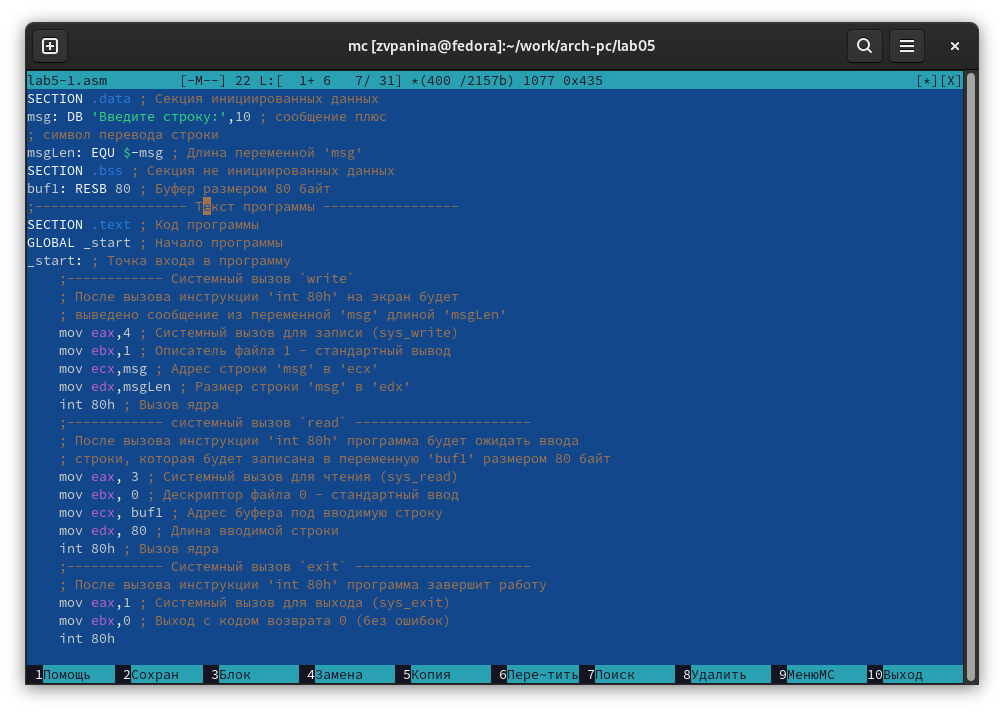 mc [zvpanina@fedora]:~/work/arch-pc/lab05
lab5-1.asm         [-M--] 22 L:[  1+ 6   7/ 31] *(400 /2157b) 1077 0x435                                       [*][X]
SECTION .data ; Секция инициированных данных
msg: DB 'Введите строку:',10 ; сообщение плюс
; символ перевода строки
msgLen: EQU $-msg ; Длина переменной 'msg'
SECTION .bss ; Секция не инициированных данных
buf1: RESB 80 ; Буфер размером 80 байт
;------------------- Текст программы -----------------
SECTION .text ; Код программы
GLOBAL _start ; Начало программы
_start: ; Точка входа в программу
    ;------------ Системный вызов `write`
    ; После вызова инструкции 'int 80h' на экран будет
    ; выведено сообщение из переменной 'msg' длиной 'msgLen'
    mov eax,4 ; Системный вызов для записи (sys_write)
    mov ebx,1 ; Описатель файла 1 - стандартный вывод
    mov ecx,msg ; Адрес строки 'msg' в 'ecx'
    mov edx,msgLen ; Размер строки 'msg' в 'edx'
    int 80h ; Вызов ядра
    ;------------ системный вызов `read` ----------------------
    ; После вызова инструкции 'int 80h' программа будет ожидать ввода
    ; строки, которая будет записана в переменную 'buf1' размером 80 байт
    mov eax, 3 ; Системный вызов для чтения (sys_read)
    mov ebx, 0 ; Дескриптор файла 0 - стандартный ввод
    mov ecx, buf1 ; Адрес буфера под вводимую строку
    mov edx, 80 ; Длина вводимой строки
    int 80h ; Вызов ядра
    ;------------ Системный вызов `exit` ----------------------
    ; После вызова инструкции 'int 80h' программа завершит работу
    mov eax,1 ; Системный вызов для выхода (sys_exit)
    mov ebx,0 ; Выход с кодом возврата 0 (без ошибок)
    int 80h
1Помощь 2Сохран 3Блок 4Замена 5Копия 6Пере~тить 7Поиск 8Удалить 9МенюMC 10Выход